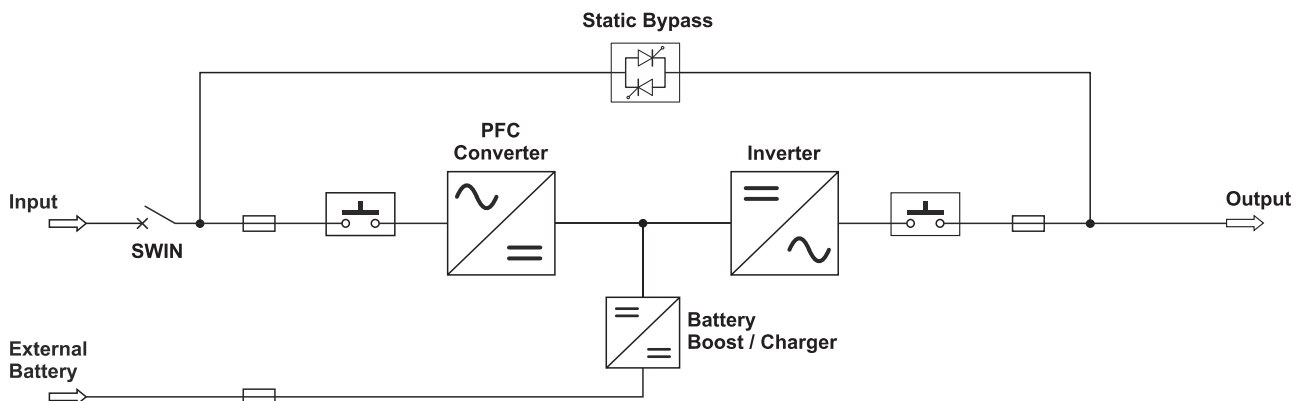 Static Bypass
PFC
Converter
Inverter
Input
Output
SWIN
Battery
Boost / Charger
External
Battery